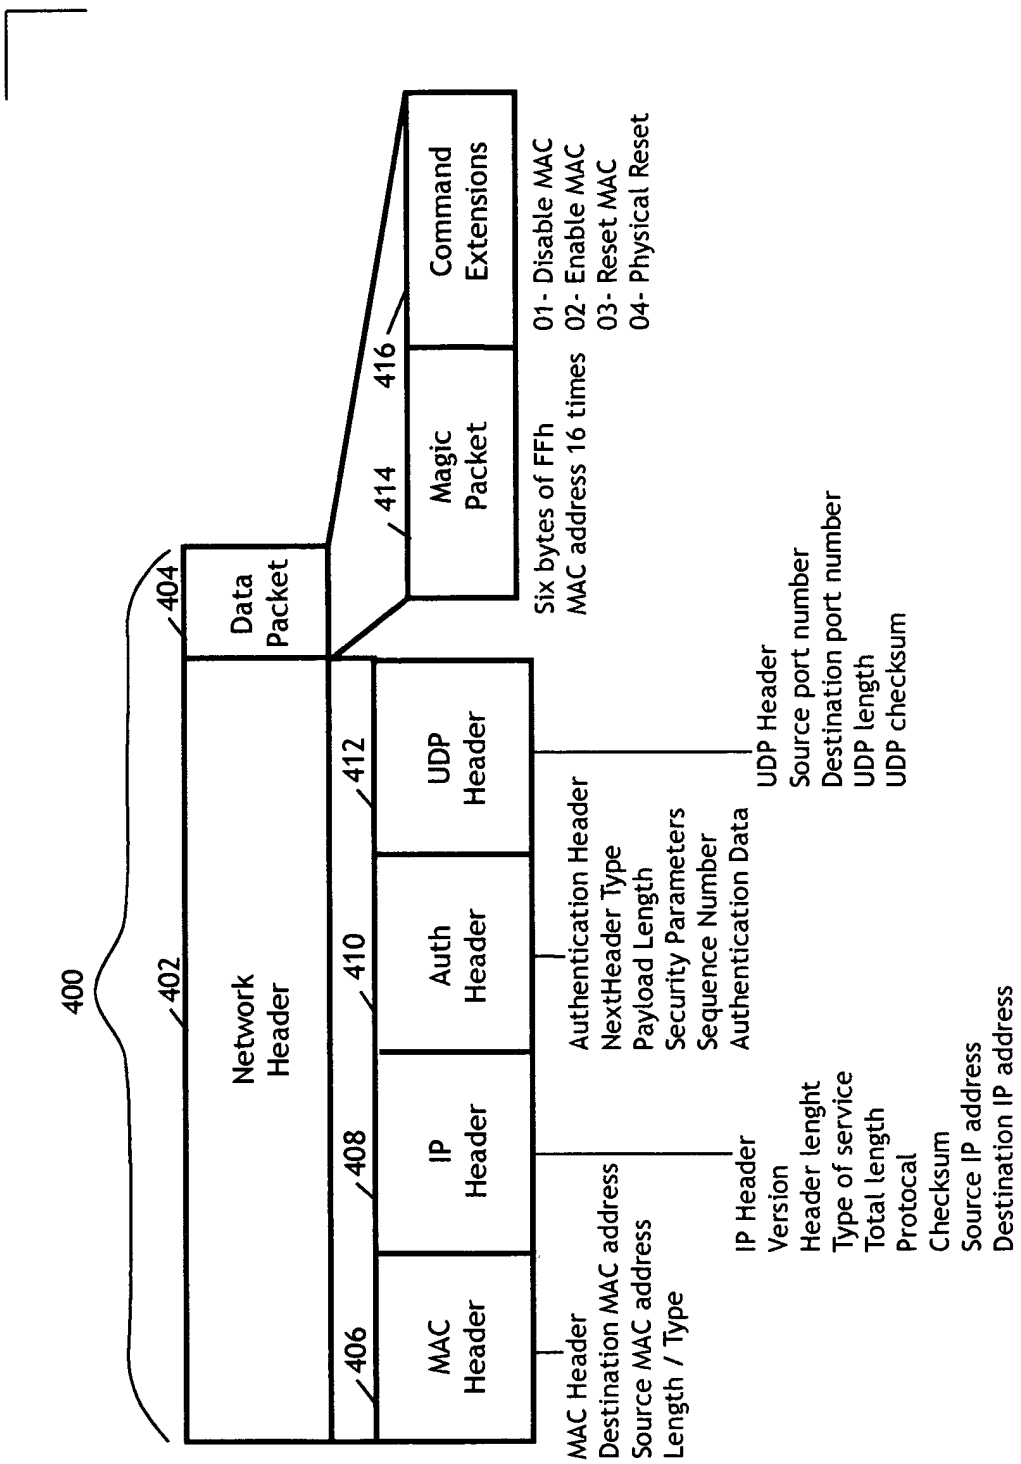 400
402
404
Network
Header
Data
Packet
406
408
410
412
414
416
MAC
Header
IP
Header
Auth
Header
UDP
Header
Magic
Packet
Command
Extensions
MAC Header
Destination MAC address
Source MAC address
Length / Type
IP Header
Version
Header lenght
Type of service
Total length
Protocal
Checksum
Source IP address
Destination IP address
Authentication Header
NextHeader Type
Payload Length
Security Parameters
Sequence Number
Authentication Data
UDP Header
Source port number
Destination port number
UDP length
UDP checksum
Six bytes of FFh
MAC address 16 times
01- Disable MAC
02- Enable MAC
03- Reset MAC
04- Physical Reset